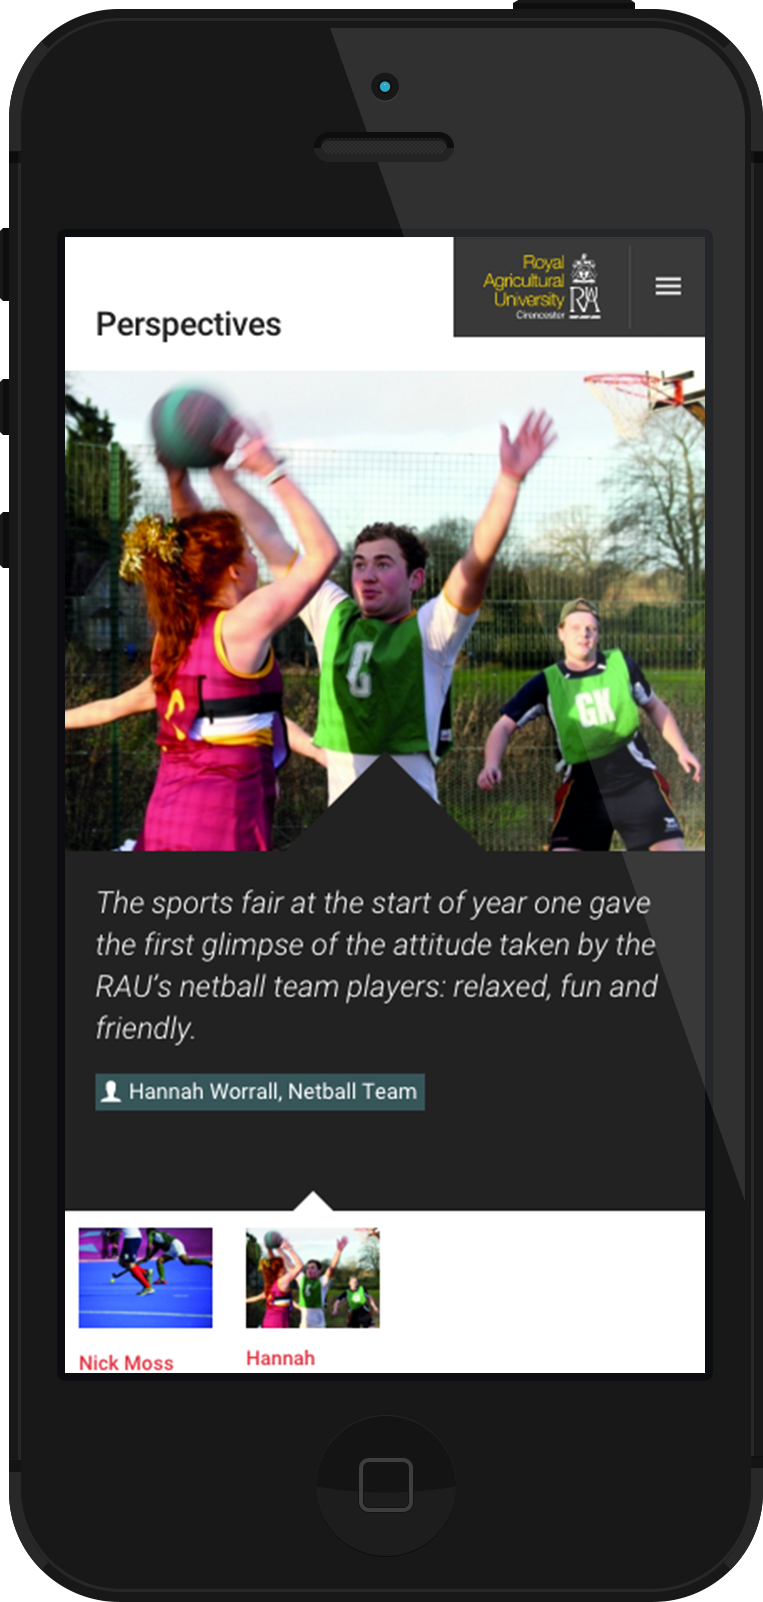 Royal
Agricultural
University
Cirencester
RAU
Perspectives
C
GK
The sports fair at the start of year one gave
the first glimpse of the attitude taken by the
RAU's netball team players: relaxed, fun and
friendly.
Hannah Worrall, Netball Team
Nick Moss
Hannah